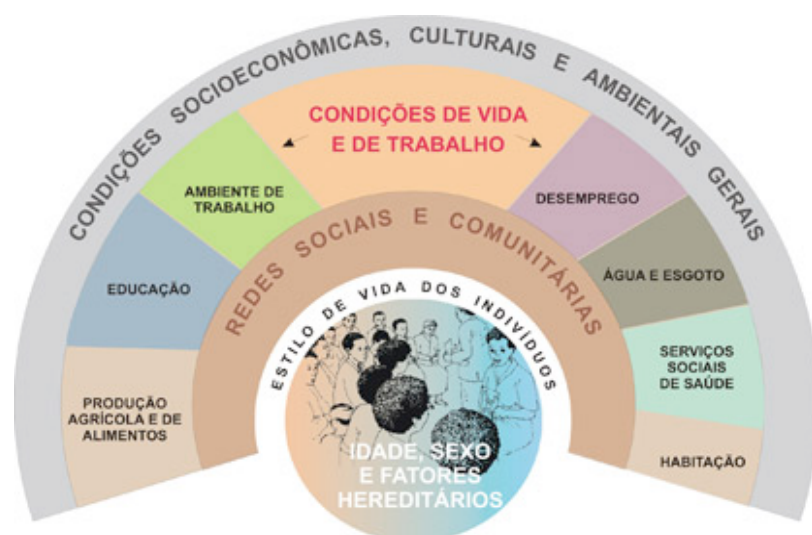 CONDIÇÕES SOCIOECONÔMICAS, CULTURAIS E AMBIENTAIS GERAIS
CONDIÇÕES DE VIDA
E DE TRABALHO
AMBIENTE DE
TRABALHO
DESEMPREGO
REDES SOCIAIS E COMUNITÁRIAS
EDUCAÇÃO
ÁGUA E ESGOTO
ESTILO DE VIDA DOS INDIVÍDUOS
SERVIÇOS
SOCIAIS
DE SAÚDE
PRODUÇÃO
AGRÍCOLA E DE
ALIMENTOS
HABITAÇÃO
IDADE, SEXO
E FATORES
HEREDITÁRIOS